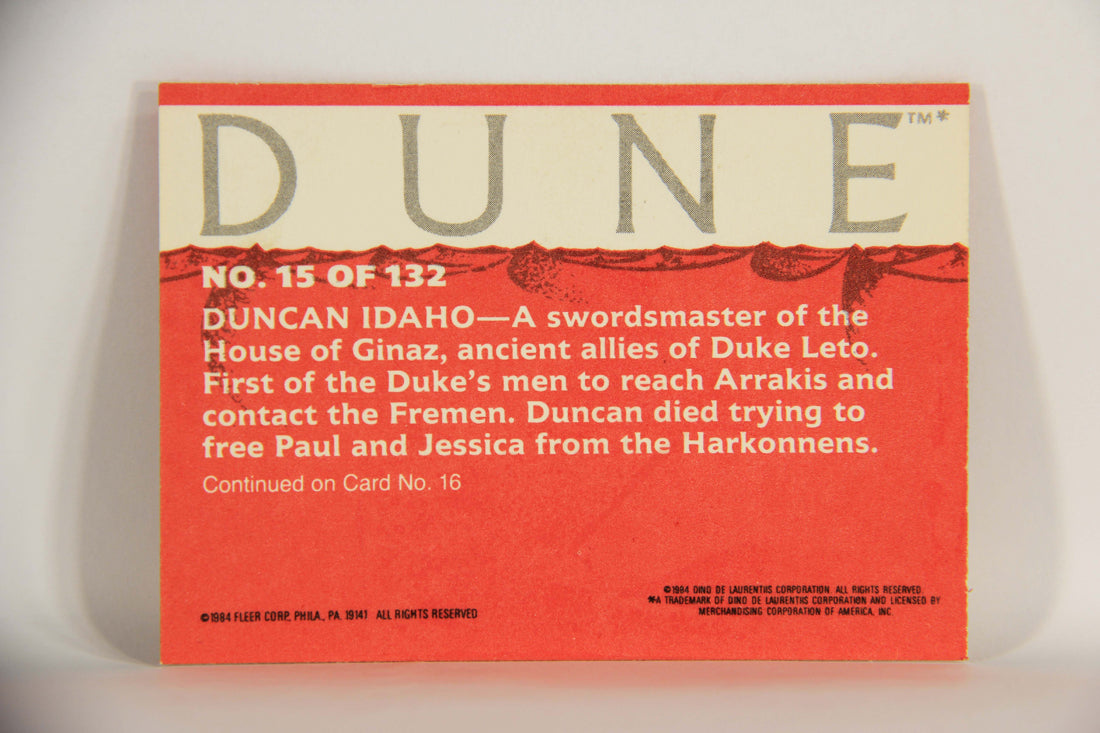 DUNE™*
NO. 15 OF 132
DUNCAN IDAHO—A swordsmaster of the
House of Ginaz, ancient allies of Duke Leto.
First of the Duke's men to reach Arrakis and
contact the Fremen. Duncan died trying to
free Paul and Jessica from the Harkonnens.
Continued on Card No. 16
©1984 FLEER CORP., PHILA., PA. 19141 ALL RIGHTS RESERVED
©1984 DINO DE LAURENTIIS CORPORATION. ALL RIGHTS RESERVED.
*A TRADEMARK OF DINO DE LAURENTIIS CORPORATION AND LICENSED BY
MERCHANDISING CORPORATION OF AMERICA, INC.